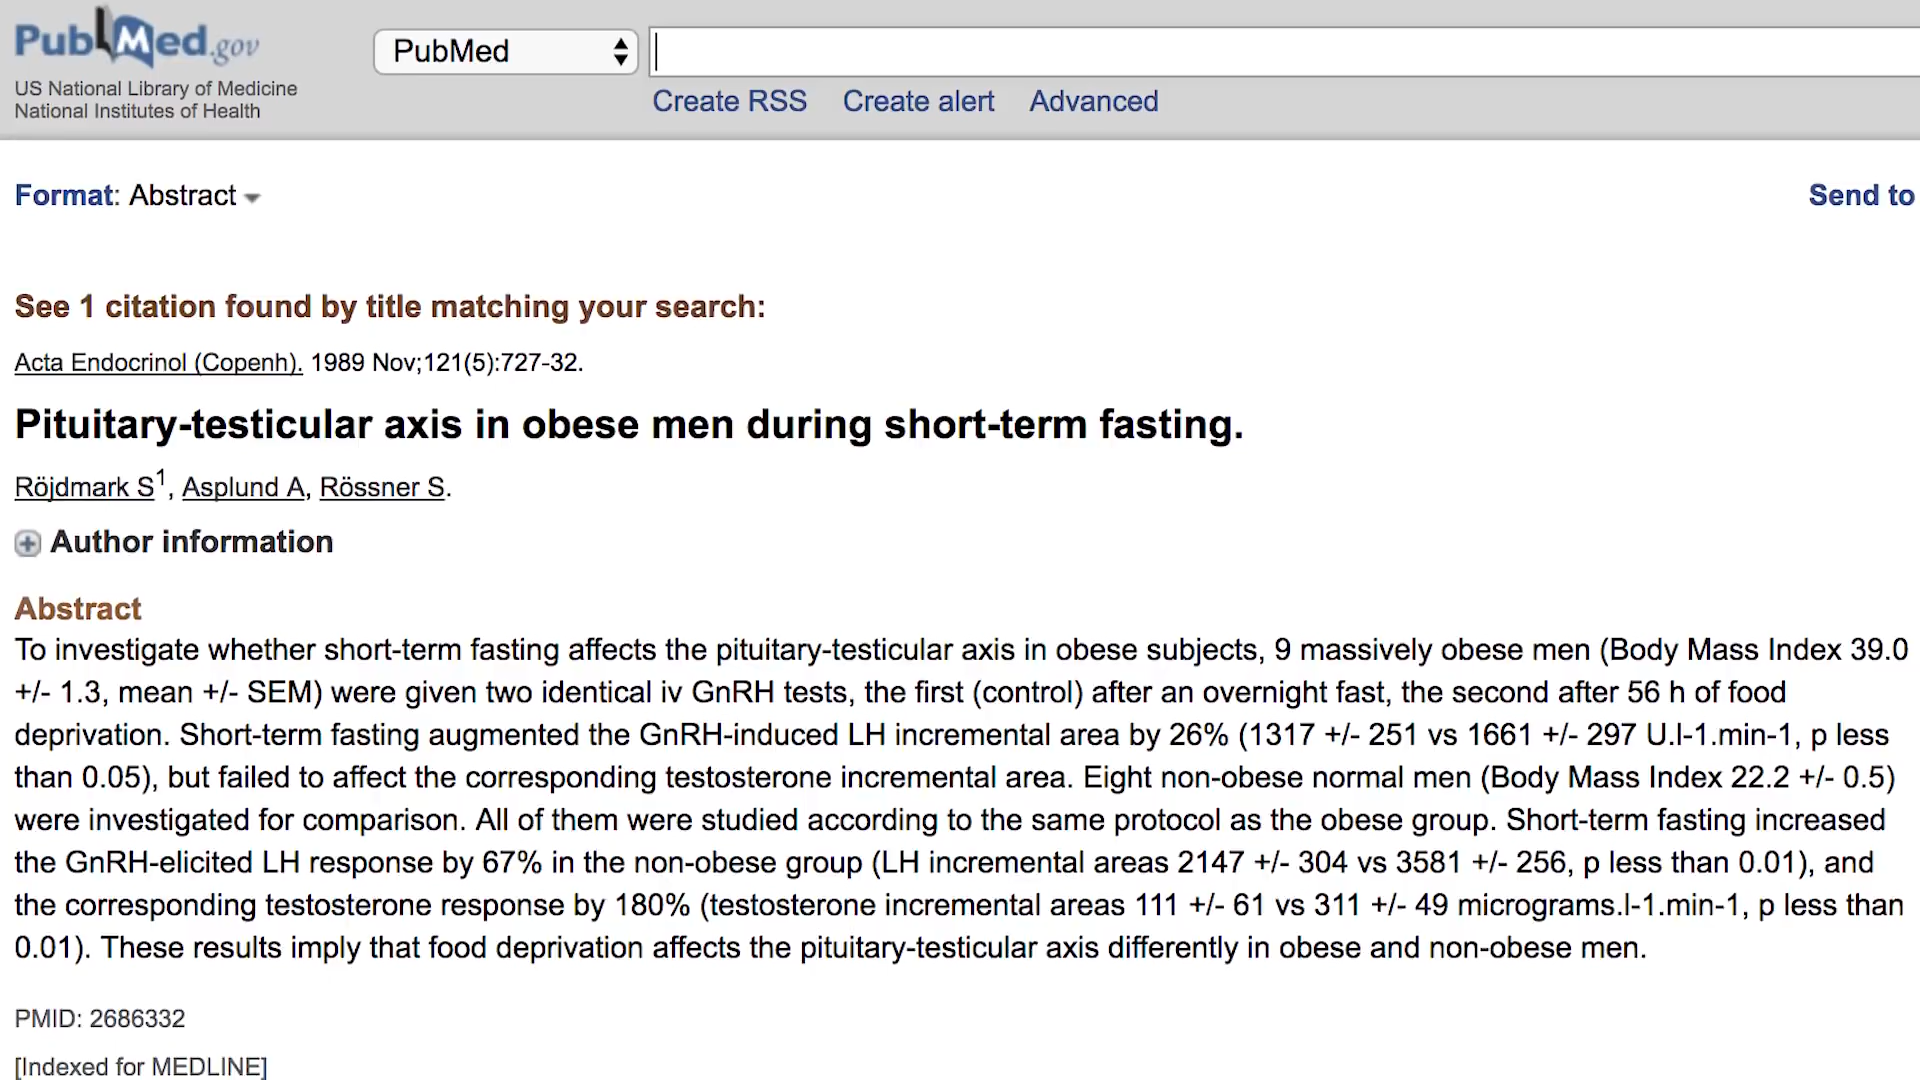 PubMed.gov
US National Library of Medicine
National Institutes of Health
PubMed
Create RSS Create alert Advanced
Format: Abstract
Send to
See 1 citation found by title matching your search:
Acta Endocrinol (Copenh). 1989 Nov;121(5):727-32.
Pituitary-testicular axis in obese men during short-term fasting.
Röjdmark S1, Asplund A, Rössner S.
Author information
Abstract
To investigate whether short-term fasting affects the pituitary-testicular axis in obese subjects, 9 massively obese men (Body Mass Index 39.0
+/- 1.3, mean +/- SEM) were given two identical iv GnRH tests, the first (control) after an overnight fast, the second after 56 h of food
deprivation. Short-term fasting augmented the GnRH-induced LH incremental area by 26% (1317 +/- 251 vs 1661 +/- 297 U.l-1.min-1, p less
than 0.05), but failed to affect the corresponding testosterone incremental area. Eight non-obese normal men (Body Mass Index 22.2 +/- 0.5)
were investigated for comparison. All of them were studied according to the same protocol as the obese group. Short-term fasting increased
the GnRH-elicited LH response by 67% in the non-obese group (LH incremental areas 2147 +/- 304 vs 3581 +/- 256, p less than 0.01), and
the corresponding testosterone response by 180% (testosterone incremental areas 111 +/- 61 vs 311 +/- 49 micrograms.l-1.min-1, p less than
0.01). These results imply that food deprivation affects the pituitary-testicular axis differently in obese and non-obese men.
PMID: 2686332
[Indexed for MEDLINE]